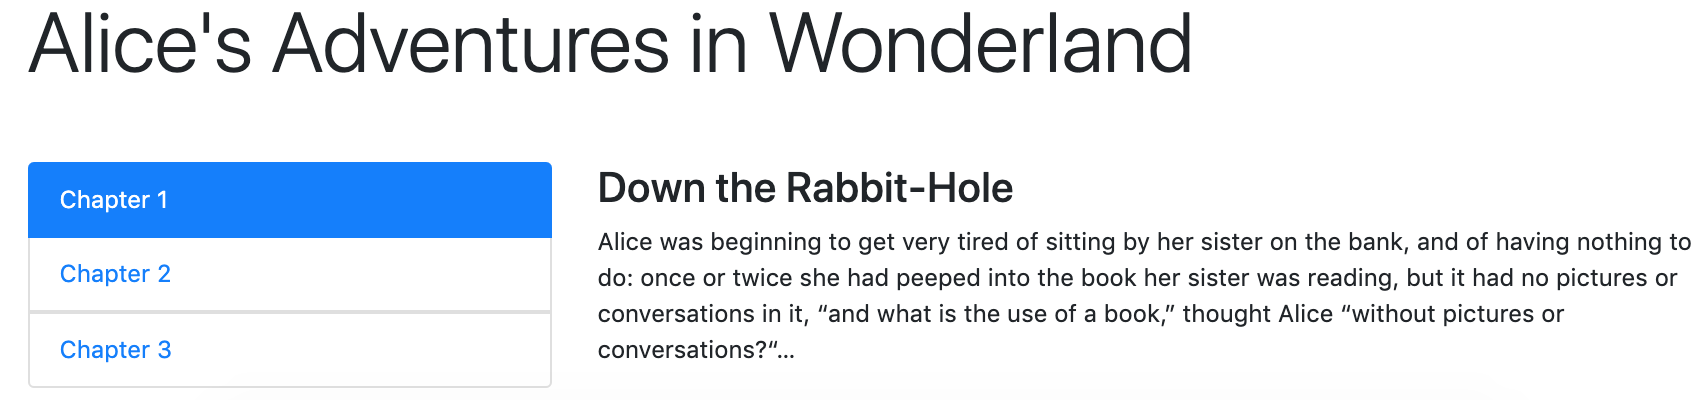 Alice's Adventures in Wonderland
Chapter 1
Chapter 2
Chapter 3
Down the Rabbit-Hole
Alice was beginning to get very tired of sitting by her sister on the bank, and of having nothing to
do: once or twice she had peeped into the book her sister was reading, but it had no pictures or
conversations in it, “and what is the use of a book,” thought Alice “without pictures or
conversations?“...